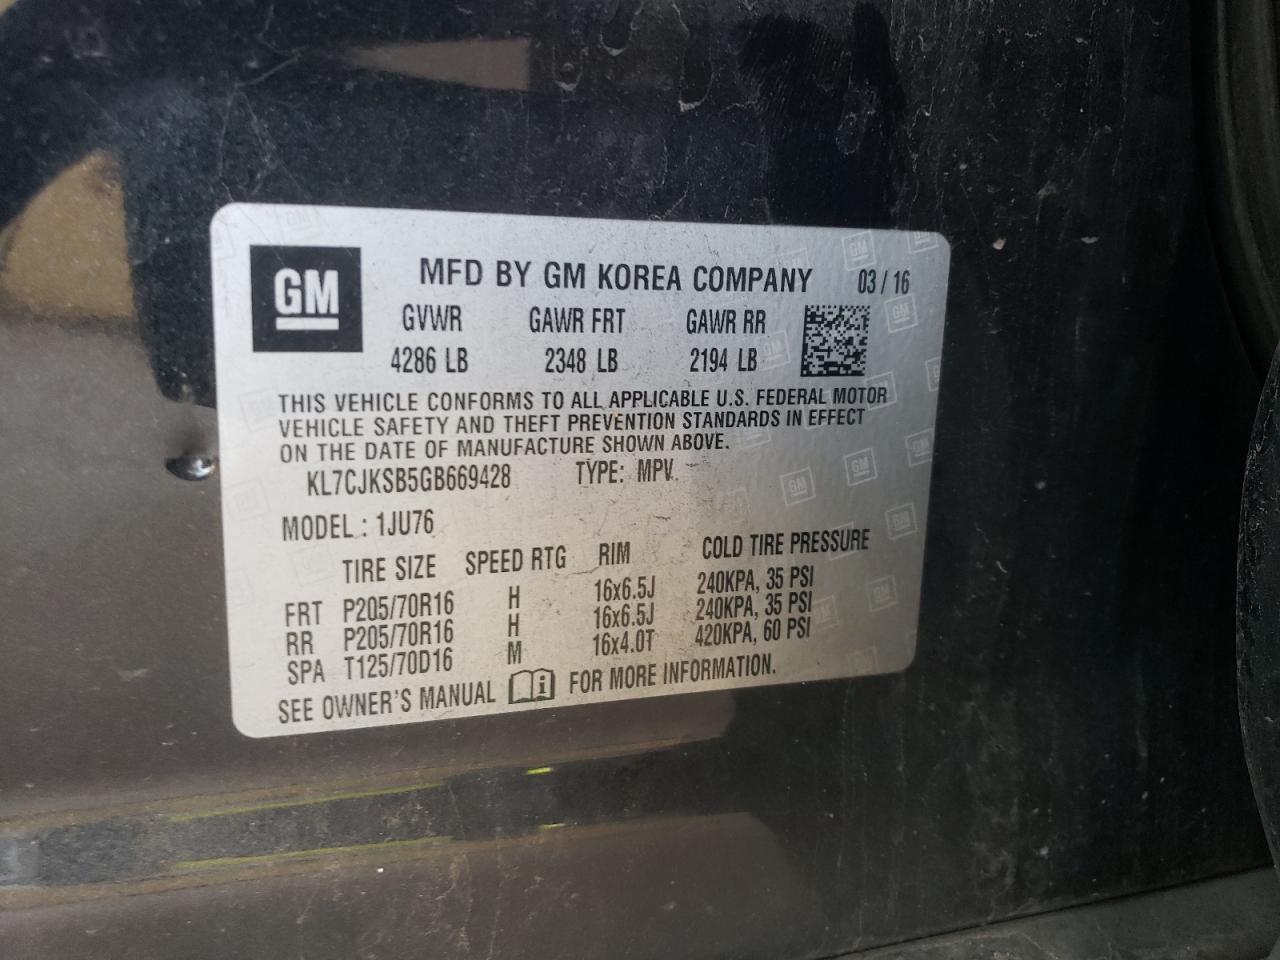 GM
MFD BY GM KOREA COMPANY 03 / 16
GVWR GAWR FRT GAWR RR
4286 LB 2348 LB 2194 LB
THIS VEHICLE CONFORMS TO ALL APPLICABLE U.S. FEDERAL MOTOR
VEHICLE SAFETY AND THEFT PREVENTION STANDARDS IN EFFECT
ON THE DATE OF MANUFACTURE SHOWN ABOVE.
KL7CJKSB5GB669428 TYPE: MPV
MODEL : 1JU76
TIRE SIZE SPEED RTG RIM COLD TIRE PRESSURE
FRT P205/70R16 H 16x6.5J 240KPA, 35 PSI
RR P205/70R16 H 16x6.5J 240KPA, 35 PSI
SPA T125/70D16 M 16x4.0T 420KPA, 60 PSI
SEE OWNER'S MANUAL i FOR MORE INFORMATION.